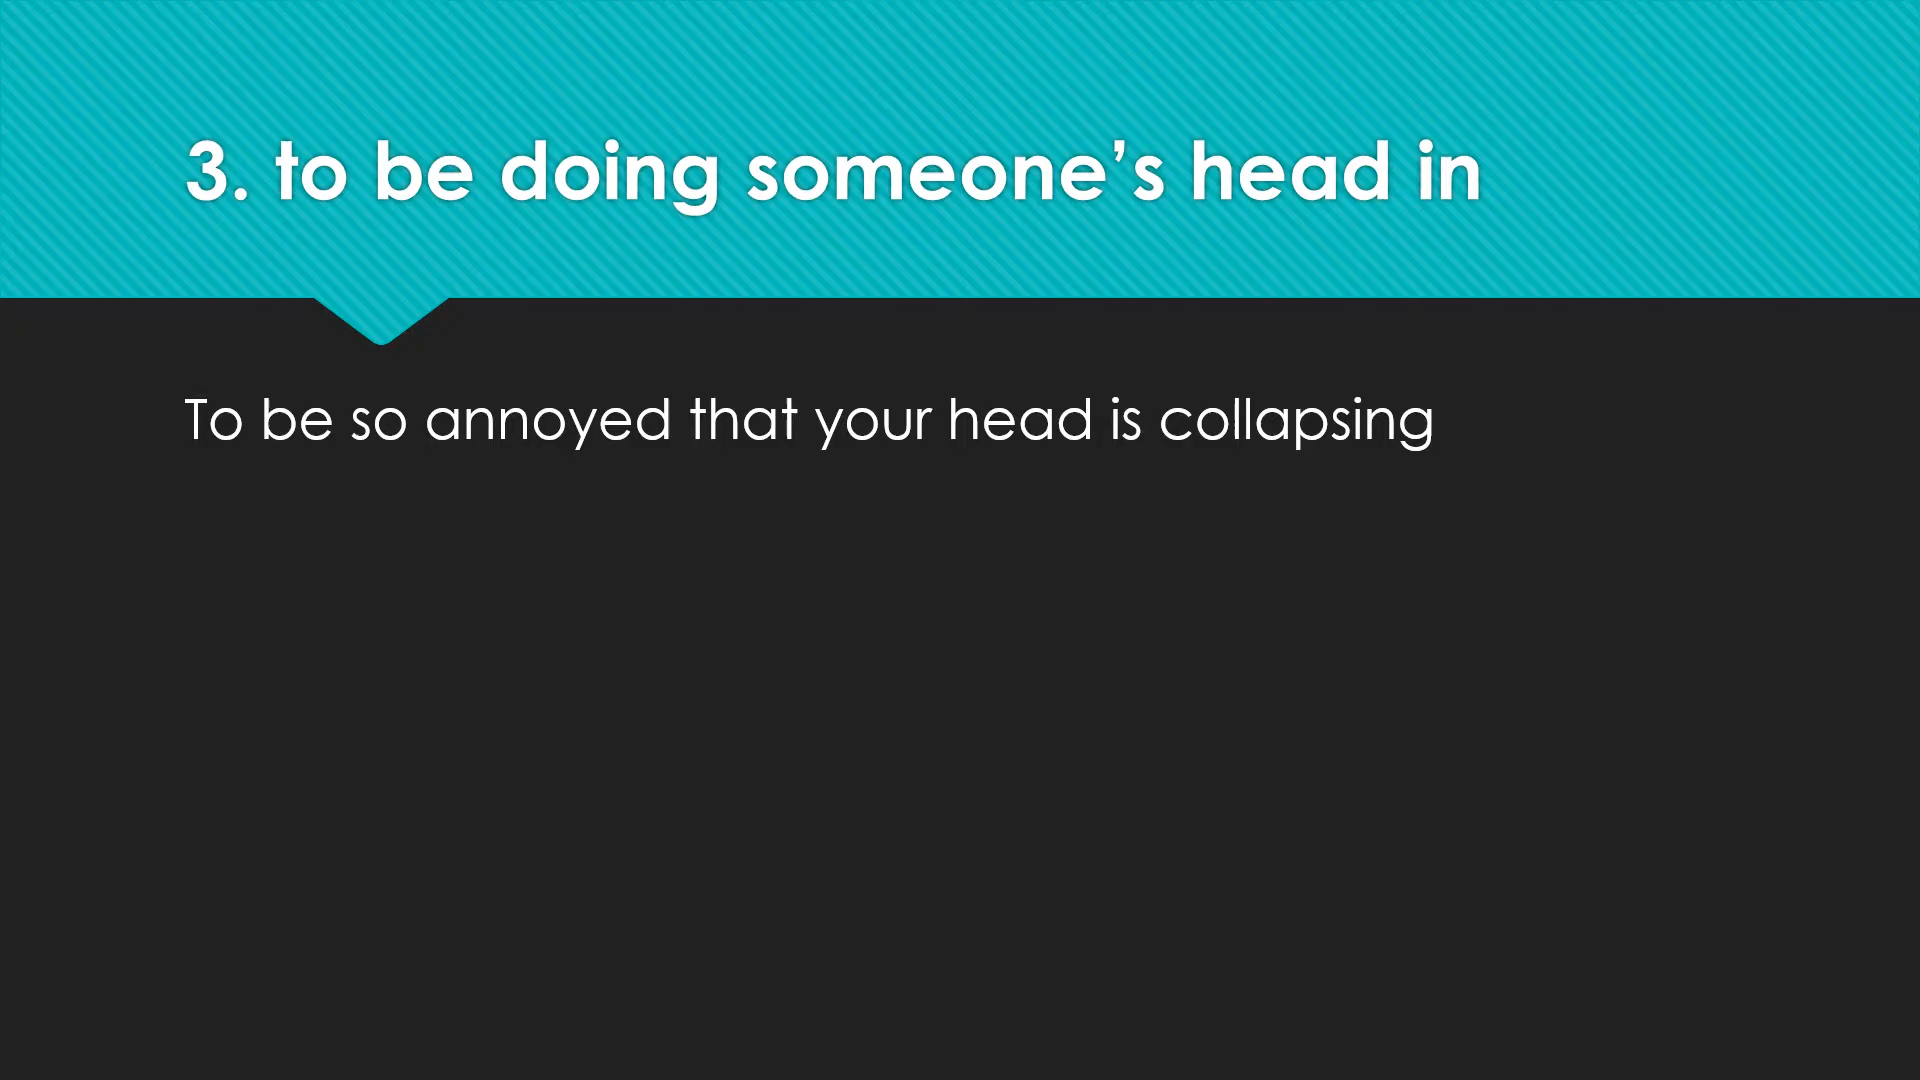 3. to be doing someone’s head in
To be so annoyed that your head is collapsing